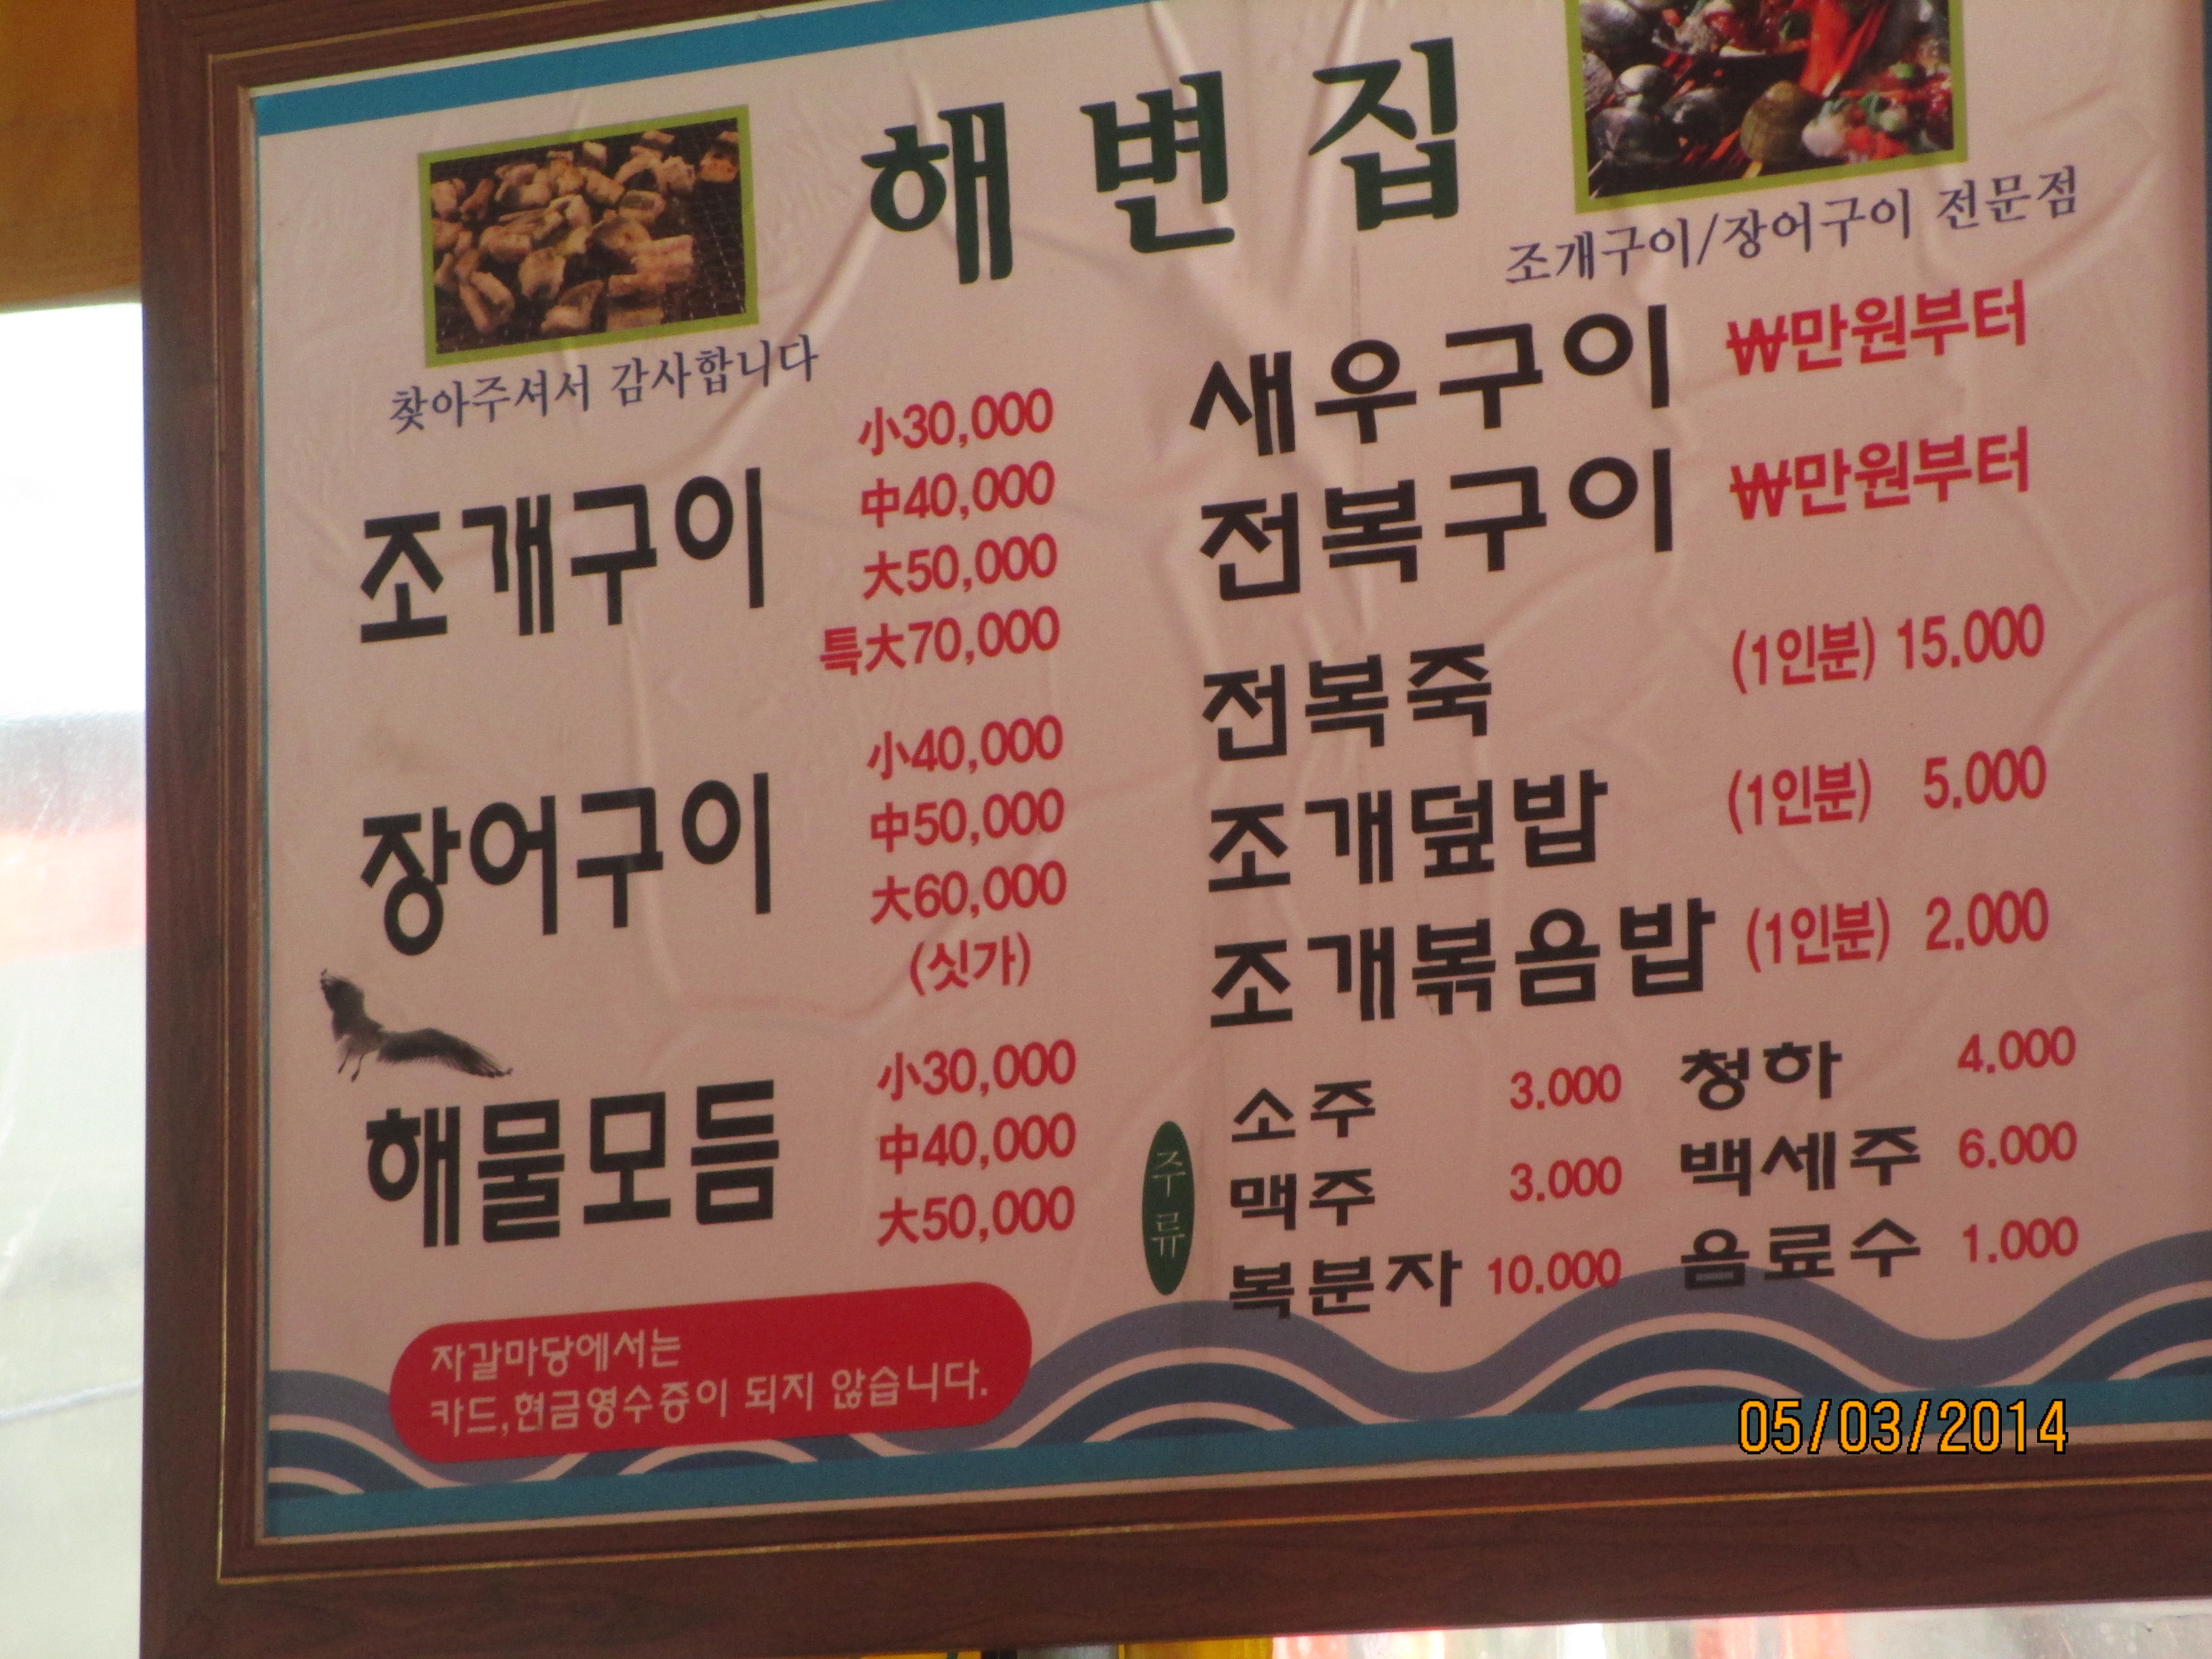 해변집
찾아주셔서 감사합니다
조개구이/장어구이 전문점
조개구이
小30,000
中40,000
大50,000
특大70,000
장어구이
小40,000
中50,000
大60,000
(싯가)
해물모듬
小30,000
中40,000
大50,000
자갈마당에서는
카드,현금영수증이 되지 않습니다.
새우구이 ₩만원부터
전복구이 ₩만원부터
전복죽 (1인분) 15.000
조개덮밥 (1인분) 5.000
조개볶음밥 (1인분) 2.000
주류
소주 3.000 청하 4.000
맥주 3.000 백세주 6.000
복분자 10.000 음료수 1.000
05/03/2014